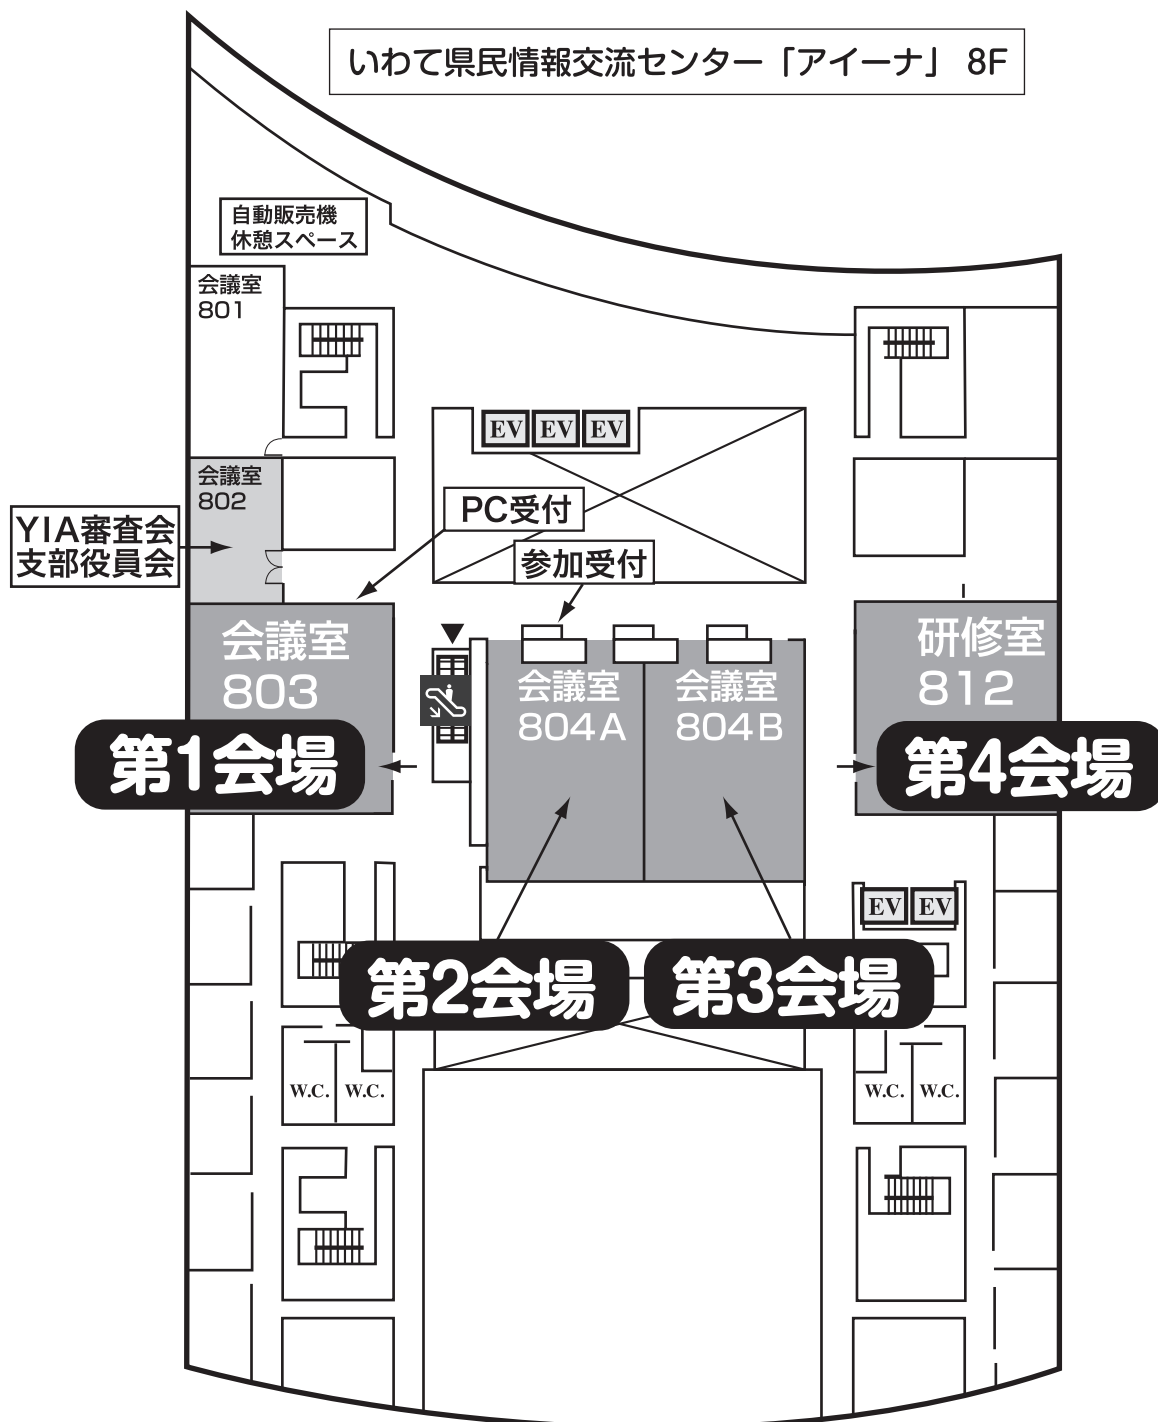 いわて県民情報交流センター「アイーナ」 8F
自動販売機
休憩スペース
会議室
801
EV EV EV
会議室
802
PC受付
YIA審査会
支部役員会
参加受付
会議室
803
会議室
804A
会議室
804B
研修室
812
第1会場
第4会場
EV EV
第2会場
第3会場
W.C. W.C.
W.C. W.C.